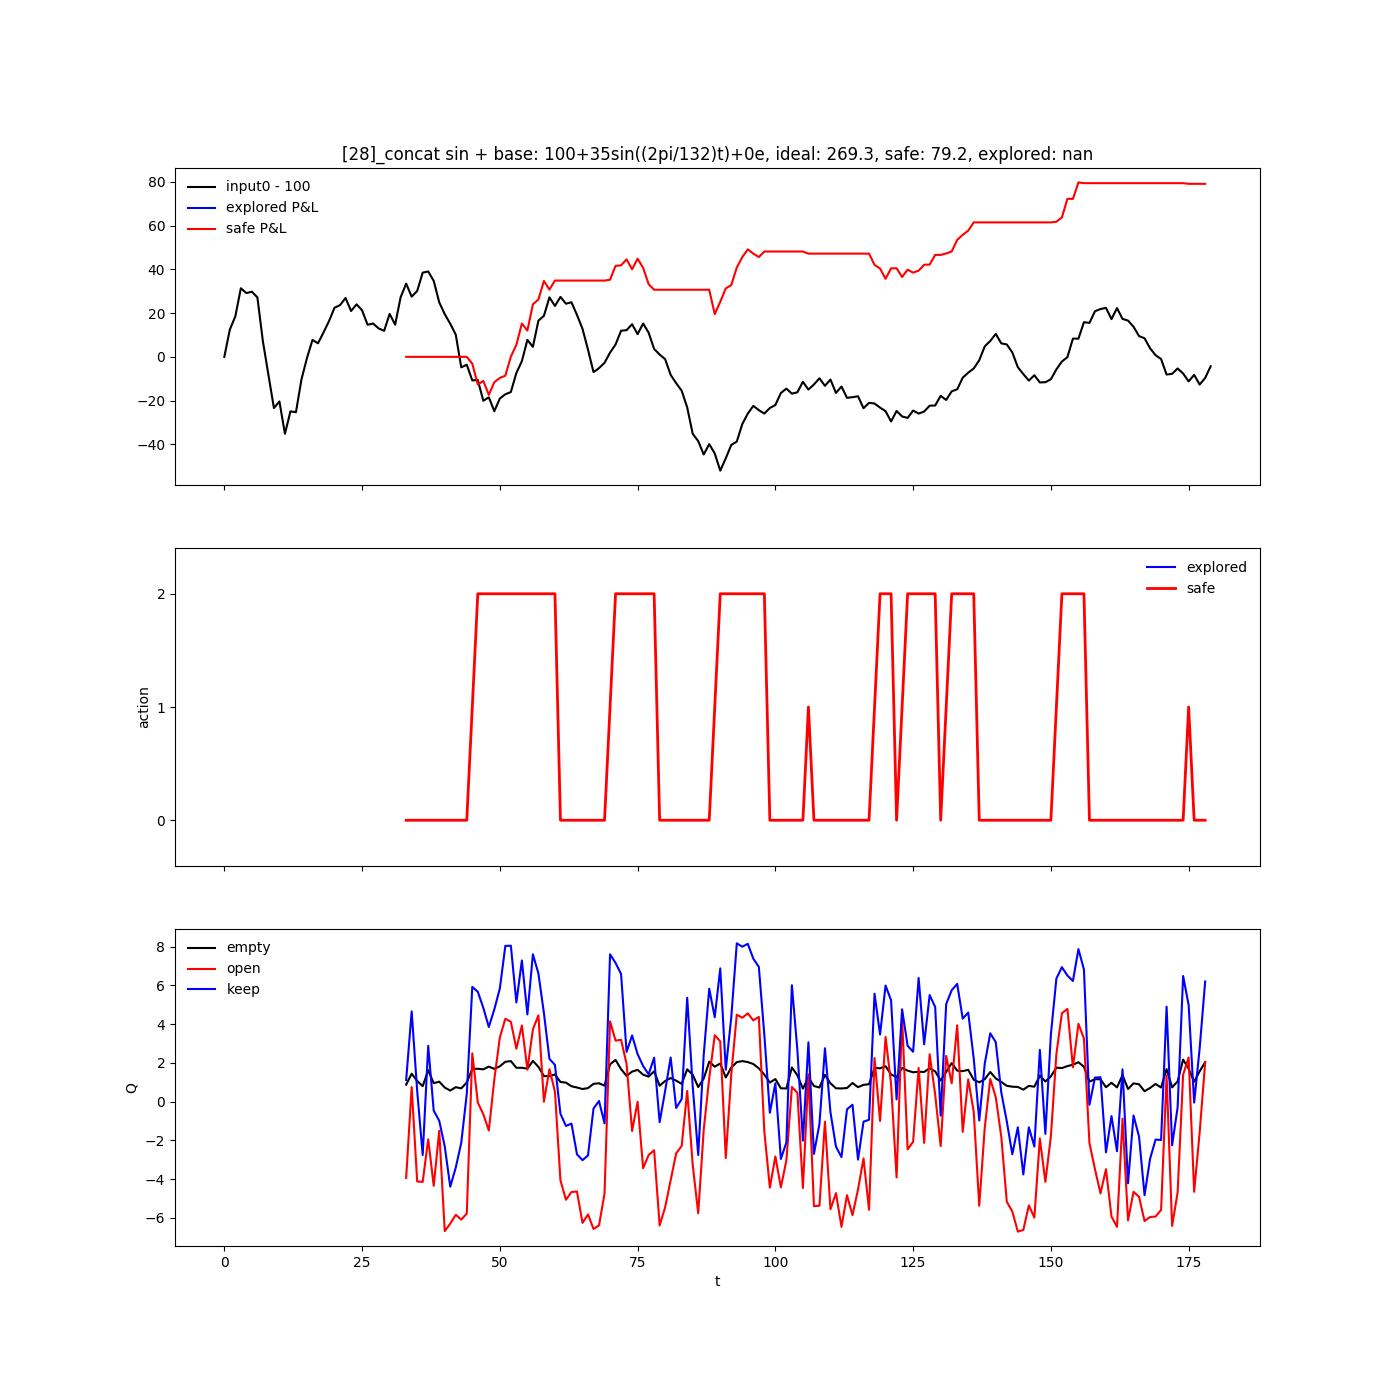 [28]_concat sin + base: 100+35sin((2pi/132)t)+0e, ideal: 269.3, safe: 79.2, explored: nan
80
60
40
20
0
−20
−40
input0 - 100
explored P&L
safe P&L
2
1
0
action
explored
safe
8
6
4
2
0
−2
−4
−6
Q
empty
open
keep
0 25 50 75 100 125 150 175
t